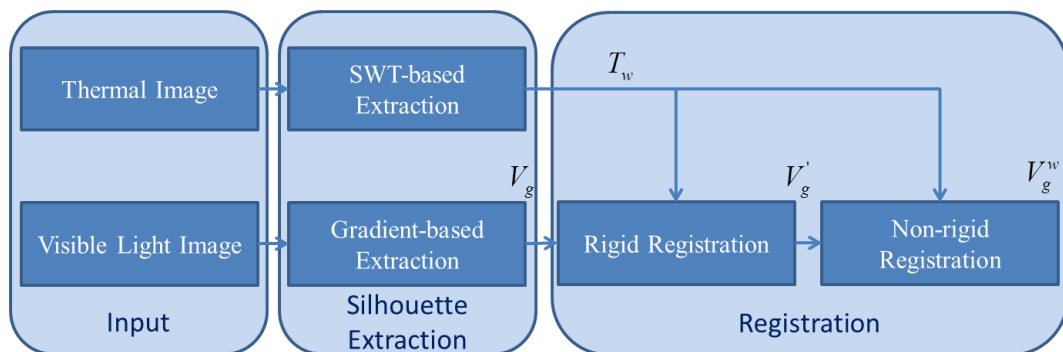 Thermal Image
SWT-based
Extraction
T_w
Visible Light Image
V_g
Gradient-based
Extraction
V_g'
Rigid Registration
V_g^w
Non-rigid
Registration
Input
Silhouette
Extraction
Registration